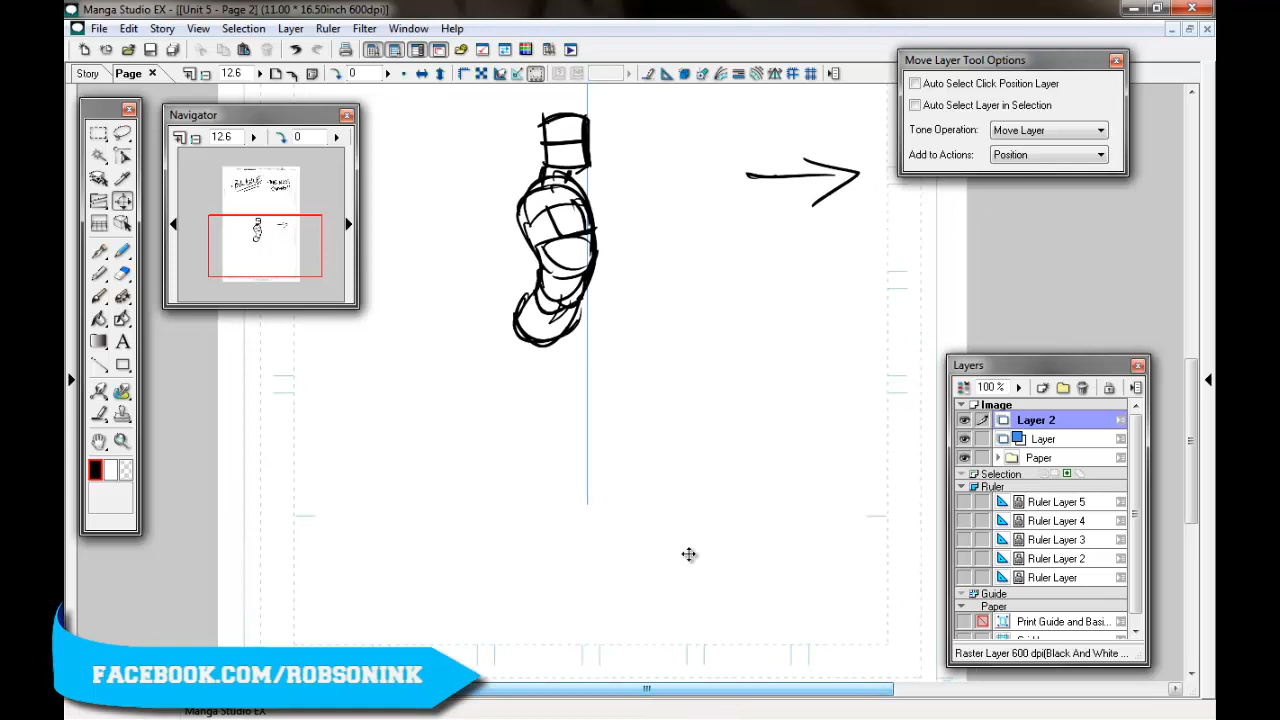 Manga Studio EX - [[Unit 5 - Page 2] (11.00 * 16.50inch 600dpi)]
File Edit Story View Selection Layer Ruler Filter Window Help
Story Page 12.6 0
Navigator
12.6 0
BALANCE
Move Layer Tool Options
Auto Select Click Position Layer
Auto Select Layer in Selection
Tone Operation: Move Layer
Add to Actions: Position
A
Layers
100 %
Image
Layer 2
Layer
Paper
Selection
Ruler
Ruler Layer 5
Ruler Layer 4
Ruler Layer 3
Ruler Layer 2
Ruler Layer
Guide
Paper
Print Guide and Basi...
Raster Layer 600 dpi(Black And White ...
FACEBOOK.COM/ROBSONINK
Manga Studio EX